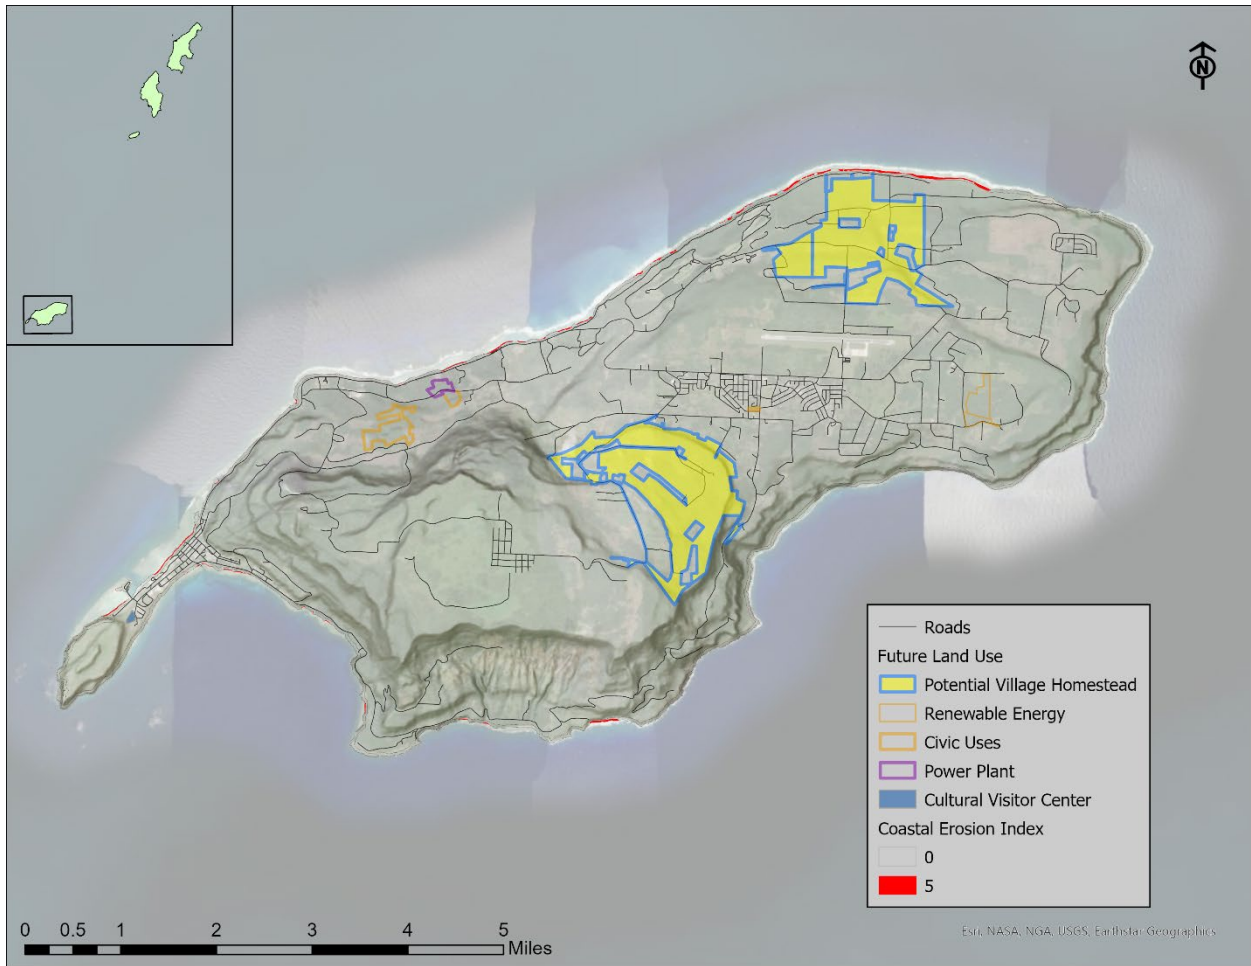 N
Roads
Future Land Use
Potential Village Homestead
Renewable Energy
Civic Uses
Power Plant
Cultural Visitor Center
Coastal Erosion Index
0
5
0 0.5 1 2 3 4 5
Miles
Esri, NASA, NGA, USGS, Earthstar Geographics